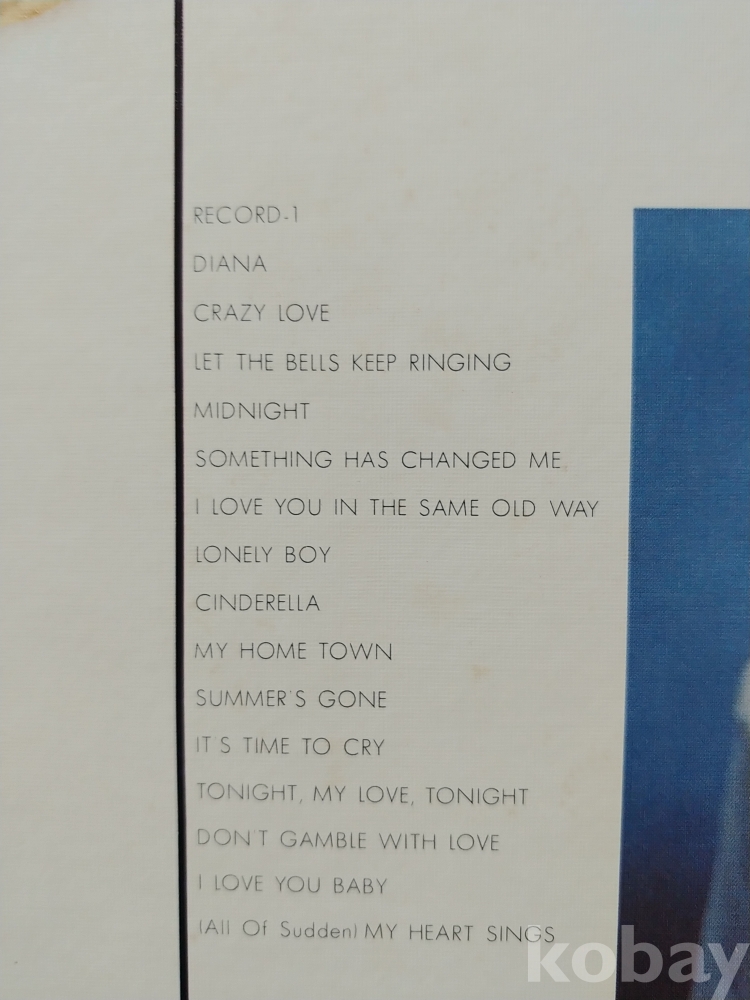 RECORD-1
DIANA
CRAZY LOVE
LET THE BELLS KEEP RINGING
MIDNIGHT
SOMETHING HAS CHANGED ME
I LOVE YOU IN THE SAME OLD WAY
LONELY BOY
CINDERELLA
MY HOME TOWN
SUMMER'S GONE
IT'S TIME TO CRY
TONIGHT, MY LOVE, TONIGHT
DON'T GAMBLE WITH LOVE
I LOVE YOU BABY
(All Of Sudden) MY HEART SINGS
kobay